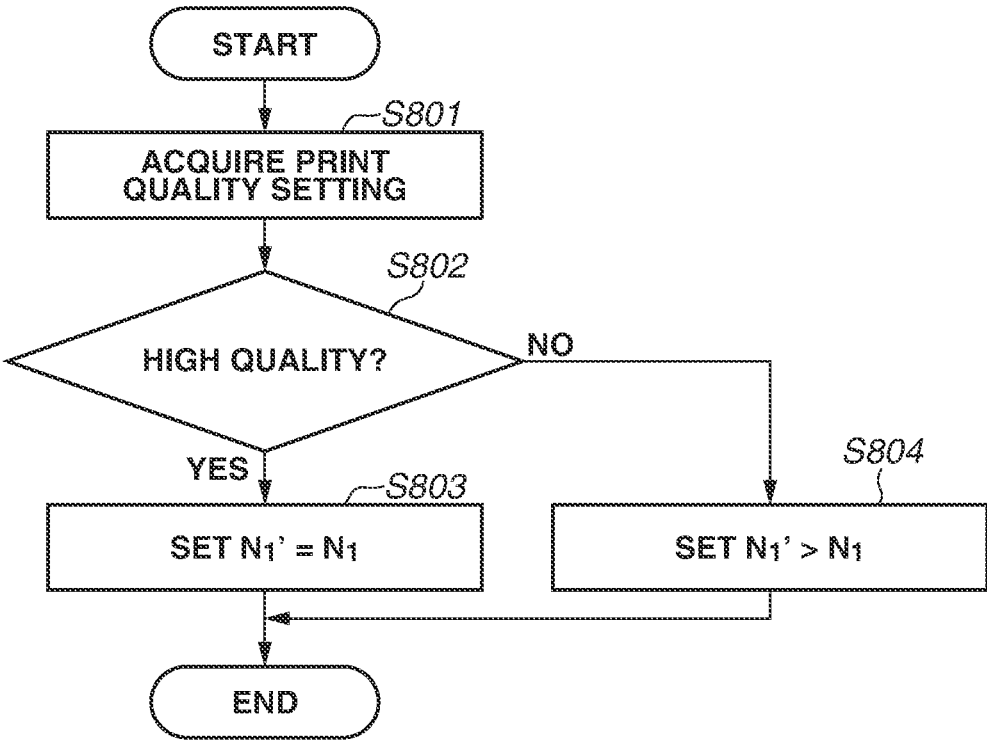 START
S801
ACQUIRE PRINT
QUALITY SETTING
S802
HIGH QUALITY?
NO
YES
S803
SET N₁' = N₁
S804
SET N₁' > N₁
END